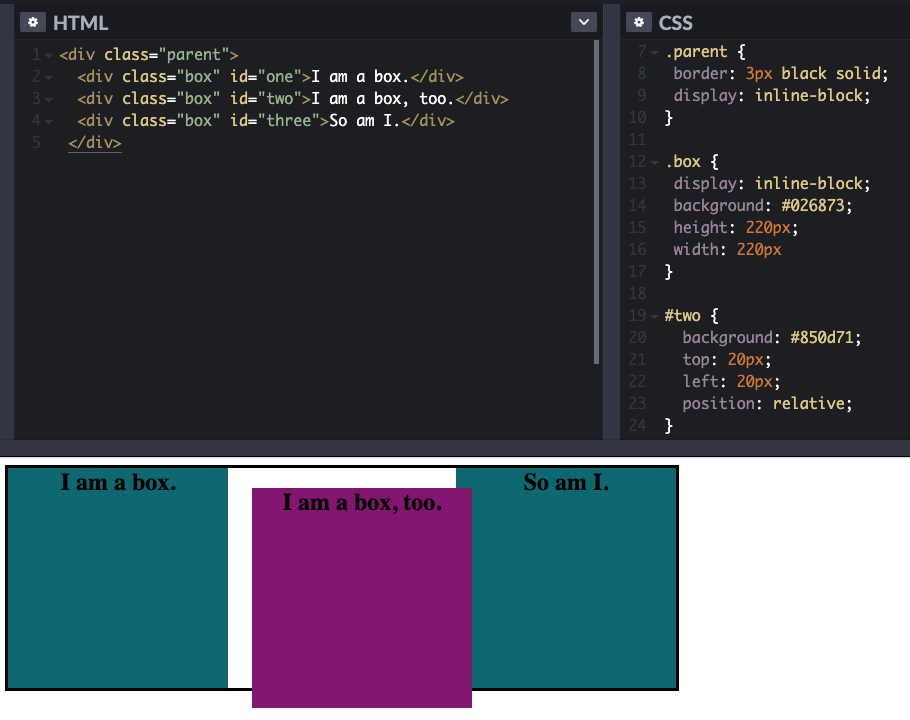 HTML
1 <div class="parent">
2 <div class="box" id="one">I am a box.</div>
3 <div class="box" id="two">I am a box, too.</div>
4 <div class="box" id="three">So am I.</div>
5 </div>
CSS
7 .parent {
8 border: 3px black solid;
9 display: inline-block;
10 }
11
12 .box {
13 display: inline-block;
14 background: #026873;
15 height: 220px;
16 width: 220px
17 }
18
19 #two {
20 background: #850d71;
21 top: 20px;
22 left: 20px;
23 position: relative;
24 }
I am a box.
I am a box, too.
So am I.